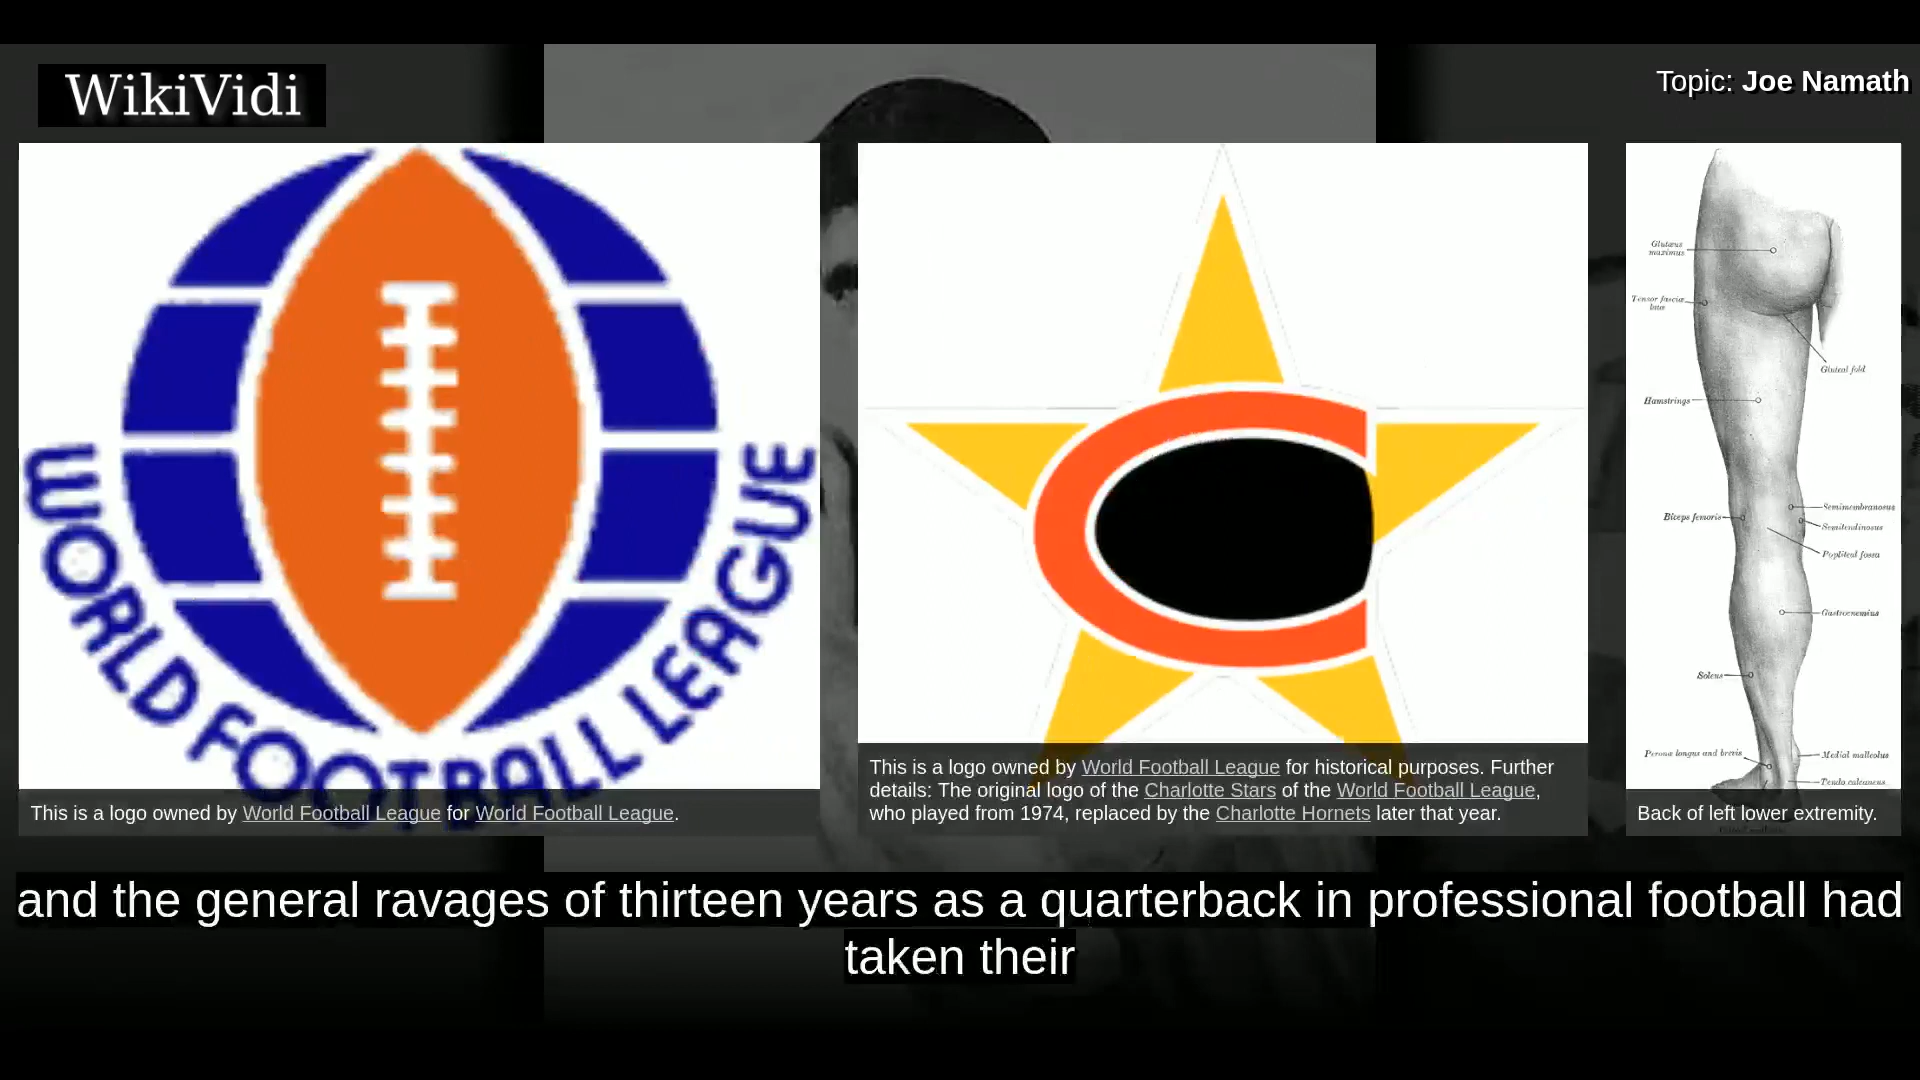 WikiVidi
Topic: Joe Namath
WORLD FOOTBALL LEAGUE
This is a logo owned by World Football League for World Football League.
This is a logo owned by World Football League for historical purposes. Further
details: The original logo of the Charlotte Stars of the World Football League,
who played from 1974, replaced by the Charlotte Hornets later that year.
Glutæus
maximus
Tensor fasciæ
latæ
Gluteal fold
Hamstrings
Semimembranosus
Biceps femoris
Semitendinosus
Popliteal fossa
Gastrocnemius
Soleus
Peronæi longus and brevis
Medial malleolus
Tendo calcaneus
Back of left lower extremity.
and the general ravages of thirteen years as a quarterback in professional football had
taken their